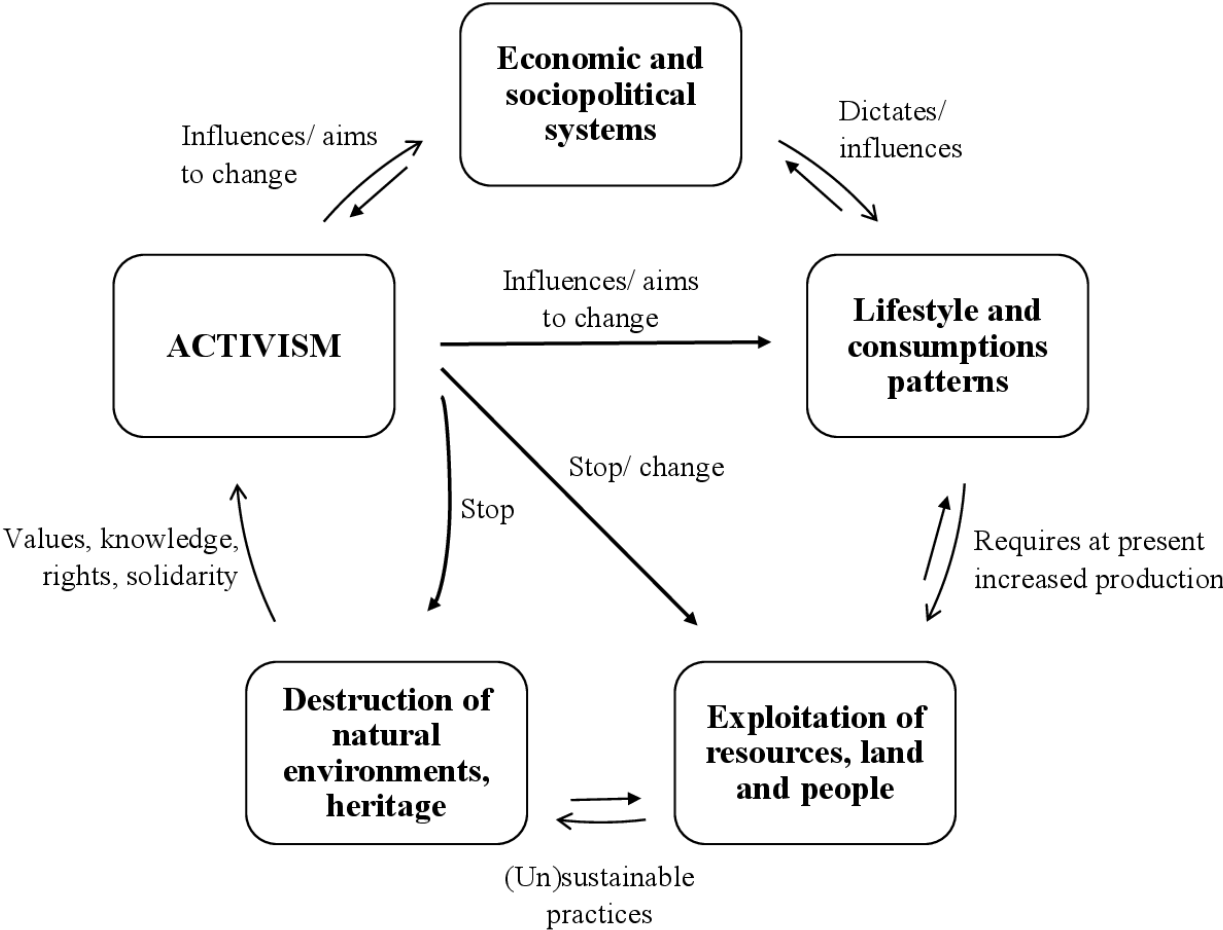 Economic and
sociopolitical
systems
Influences/ aims
to change
Dictates/
influences
ACTIVISM
Influences/ aims
to change
Lifestyle and
consumptions
patterns
Stop/ change
Stop
Values, knowledge,
rights, solidarity
Requires at present
increased production
Destruction of
natural
environments,
heritage
Exploitation of
resources, land
and people
(Un)sustainable
practices